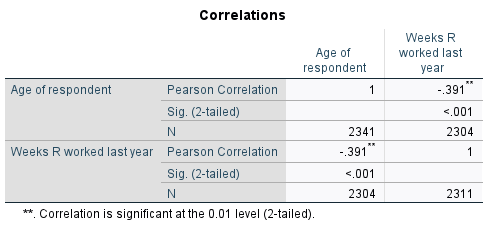 Correlations
Age of respondent Weeks R worked last year
Age of respondent Pearson Correlation 1 -.391**
Sig. (2-tailed) <.001
N 2341 2304
Weeks R worked last year Pearson Correlation -.391** 1
Sig. (2-tailed) <.001
N 2304 2311
**. Correlation is significant at the 0.01 level (2-tailed).